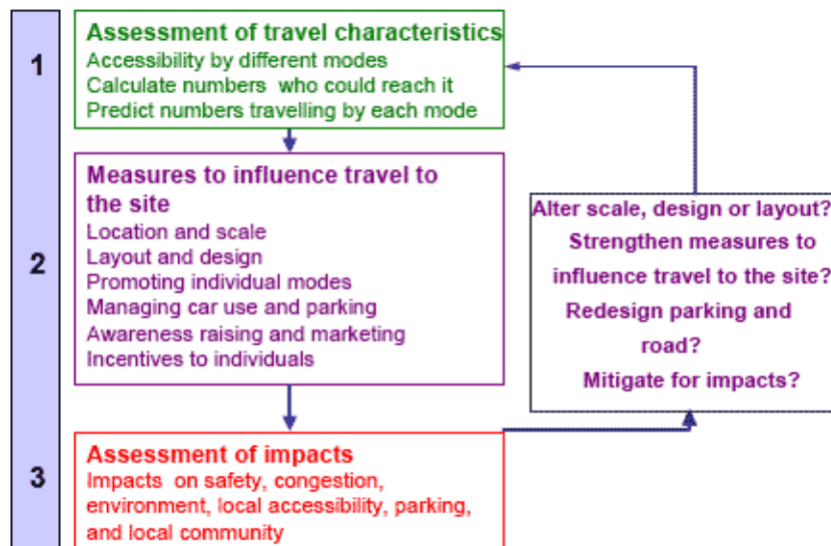 1
Assessment of travel characteristics
Accessibility by different modes
Calculate numbers who could reach it
Predict numbers travelling by each mode
2
Measures to influence travel to
the site
Location and scale
Layout and design
Promoting individual modes
Managing car use and parking
Awareness raising and marketing
Incentives to individuals
Alter scale, design or layout?
Strengthen measures to
influence travel to the site?
Redesign parking and
road?
Mitigate for impacts?
3
Assessment of impacts
Impacts on safety, congestion,
environment, local accessibility, parking,
and local community